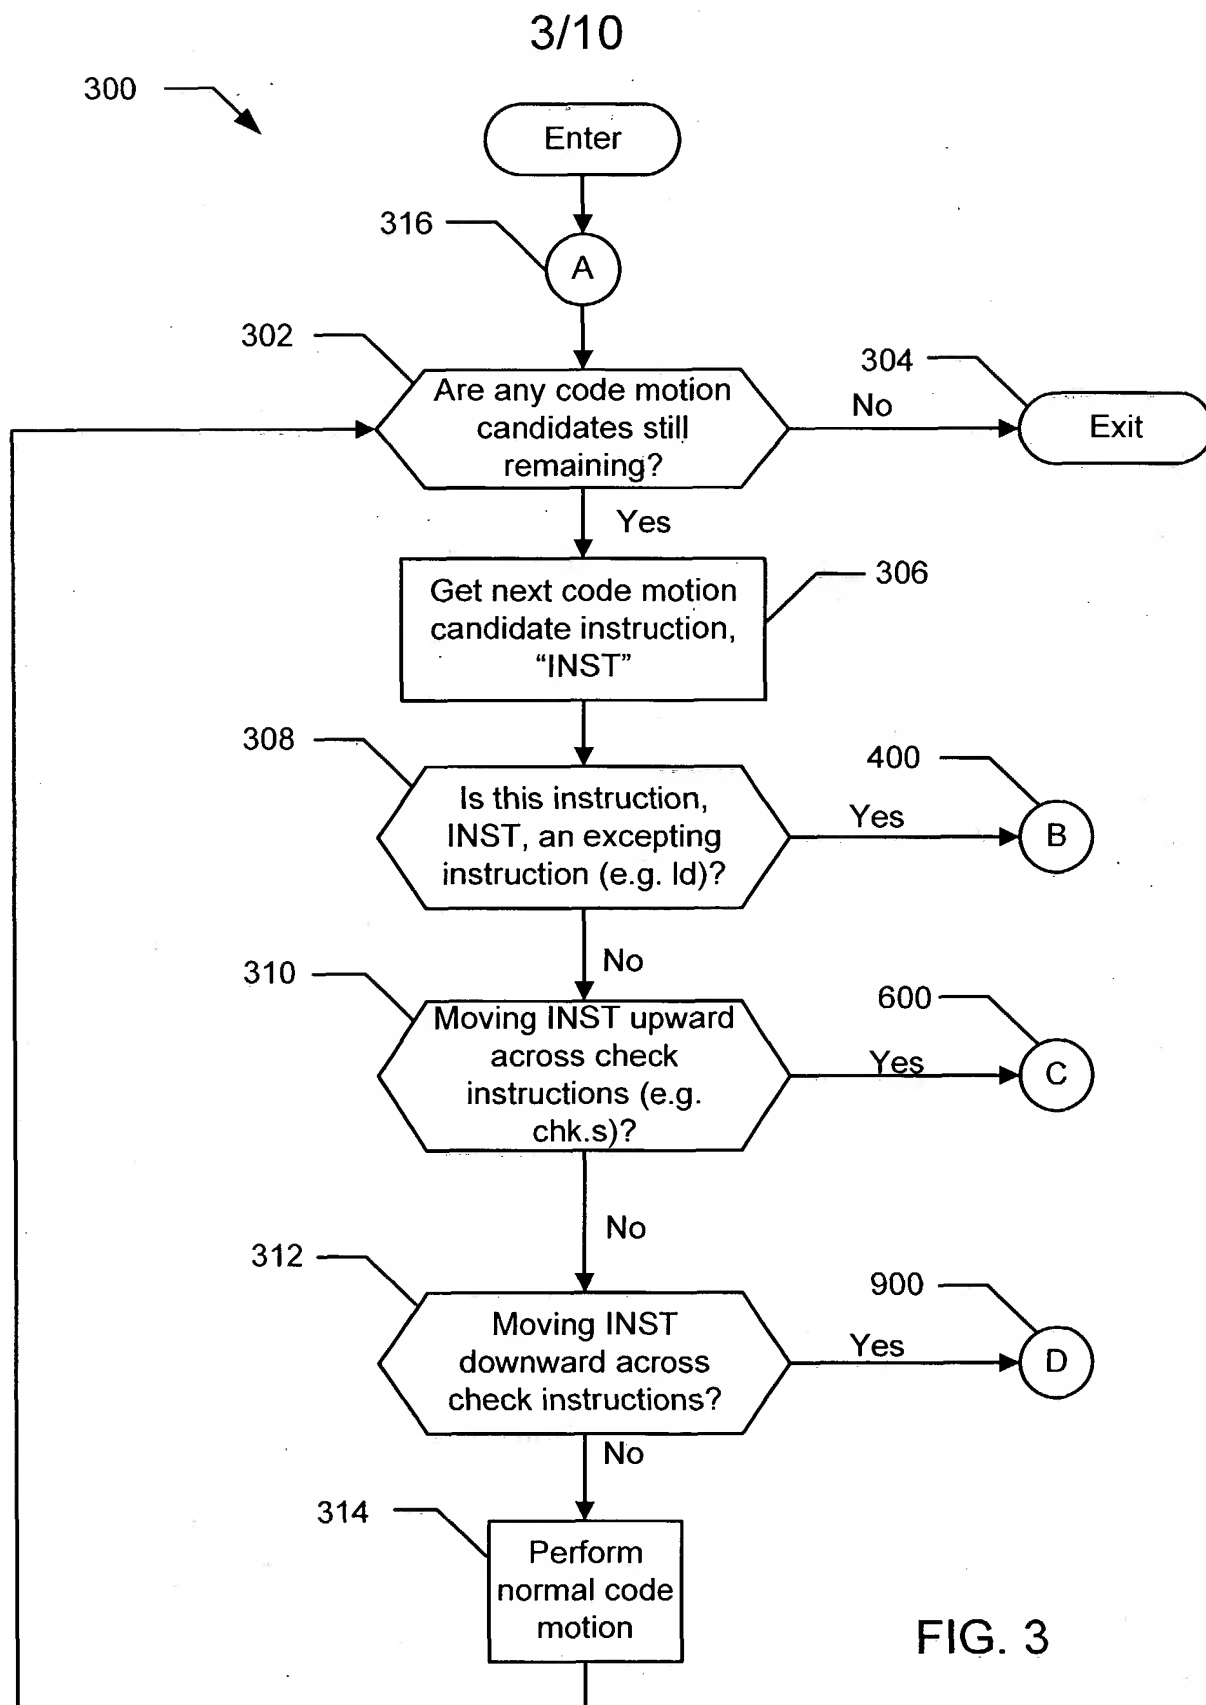 3/10
300
Enter
316
A
302
Are any code motion
candidates still
remaining?
No
304
Exit
Yes
306
Get next code motion
candidate instruction,
“INST”
308
Is this instruction,
INST, an excepting
instruction (e.g. ld)?
Yes
400
B
No
310
Moving INST upward
across check
instructions (e.g.
chk.s)?
Yes
600
C
No
312
Moving INST
downward across
check instructions?
Yes
900
D
No
314
Perform
normal code
motion
FIG. 3